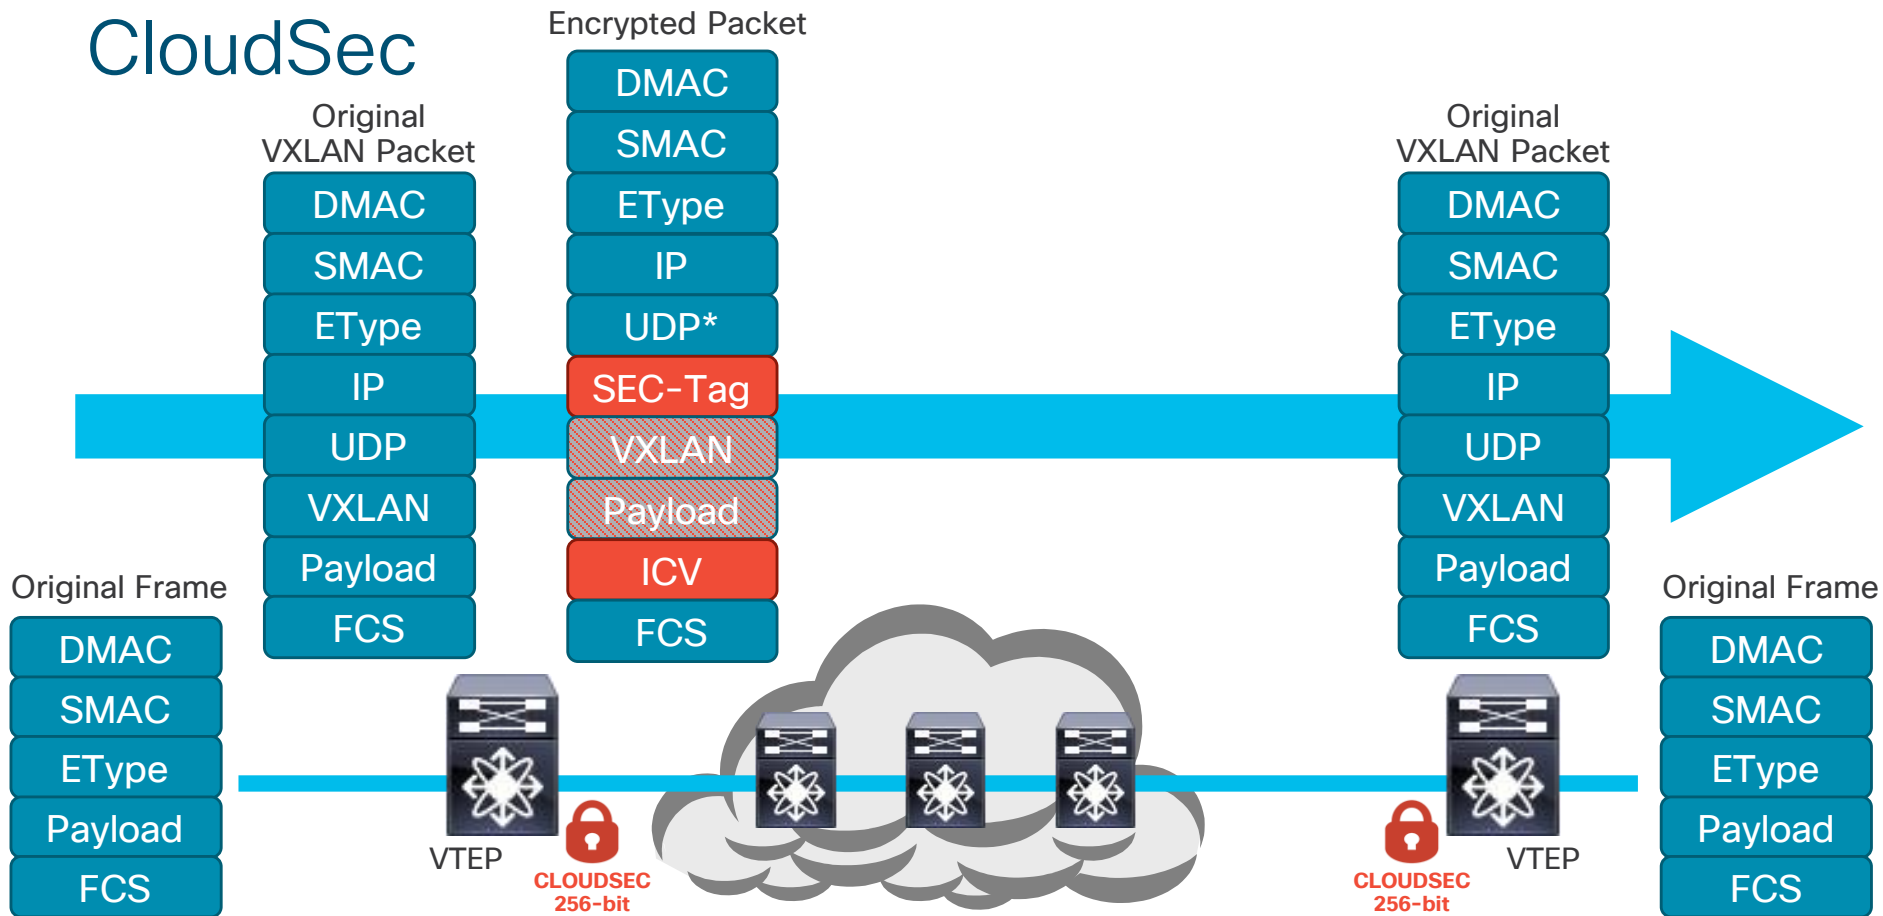 CloudSec
Original Frame
DMAC
SMAC
EType
Payload
FCS
Original
VXLAN Packet
DMAC
SMAC
EType
IP
UDP
VXLAN
Payload
FCS
Encrypted Packet
DMAC
SMAC
EType
IP
UDP*
SEC-Tag
VXLAN
Payload
ICV
FCS
Original
VXLAN Packet
DMAC
SMAC
EType
IP
UDP
VXLAN
Payload
FCS
Original Frame
DMAC
SMAC
EType
Payload
FCS
VTEP
CLOUDSEC
256-bit
CLOUDSEC
256-bit
VTEP